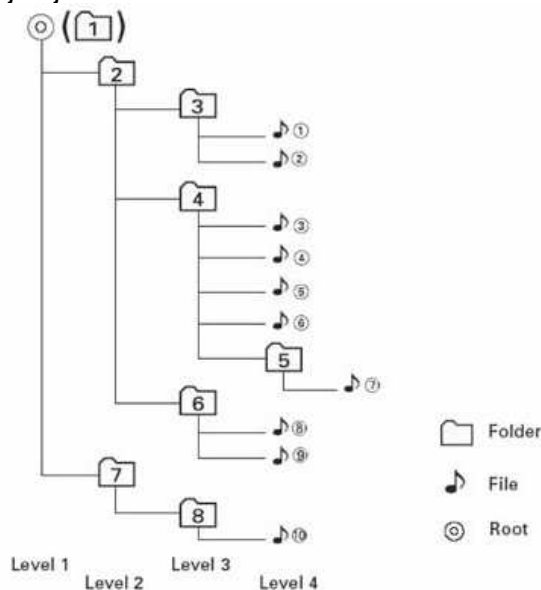 (1)
2
3
①
②
4
③
④
⑤
⑥
5
⑦
6
⑧
⑨
Folder
7
File
8
Root
⑩
Level 1
Level 3
Level 2
Level 4